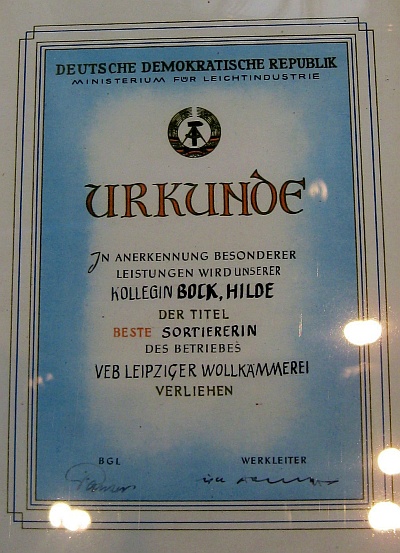 DEUTSCHE DEMOKRATISCHE REPUBLIK
MINISTERIUM FÜR LEICHTINDUSTRIE
URKUNDE
IN ANERKENNUNG BESONDERER
LEISTUNGEN WIRD UNSERER
KOLLEGIN BOCK, HILDE
DER TITEL
BESTE SORTIERERIN
DES BETRIEBES
VEB LEIPZIGER WOLLKÄMMEREI
VERLIEHEN
BGL WERKLEITER